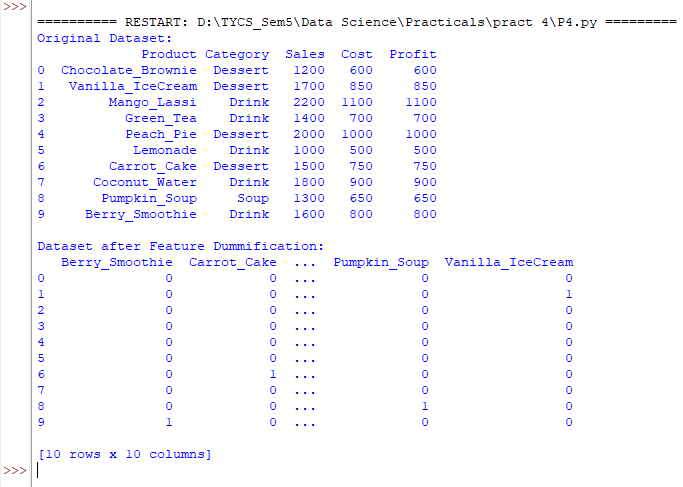 >>>
========== RESTART: D:\TYCS_Sem5\Data Science\Practicals\pract 4\P4.py =========
Original Dataset:
Product Category Sales Cost Profit
0 Chocolate_Brownie Dessert 1200 600 600
1 Vanilla_IceCream Dessert 1700 850 850
2 Mango_Lassi Drink 2200 1100 1100
3 Green_Tea Drink 1400 700 700
4 Peach_Pie Dessert 2000 1000 1000
5 Lemonade Drink 1000 500 500
6 Carrot_Cake Dessert 1500 750 750
7 Coconut_Water Drink 1800 900 900
8 Pumpkin_Soup Soup 1300 650 650
9 Berry_Smoothie Drink 1600 800 800
Dataset after Feature Dummification:
Berry_Smoothie Carrot_Cake ... Pumpkin_Soup Vanilla_IceCream
0 0 0 ... 0 0
1 0 0 ... 0 1
2 0 0 ... 0 0
3 0 0 ... 0 0
4 0 0 ... 0 0
5 0 0 ... 0 0
6 0 1 ... 0 0
7 0 0 ... 0 0
8 0 0 ... 1 0
9 1 0 ... 0 0
[10 rows x 10 columns]
>>>